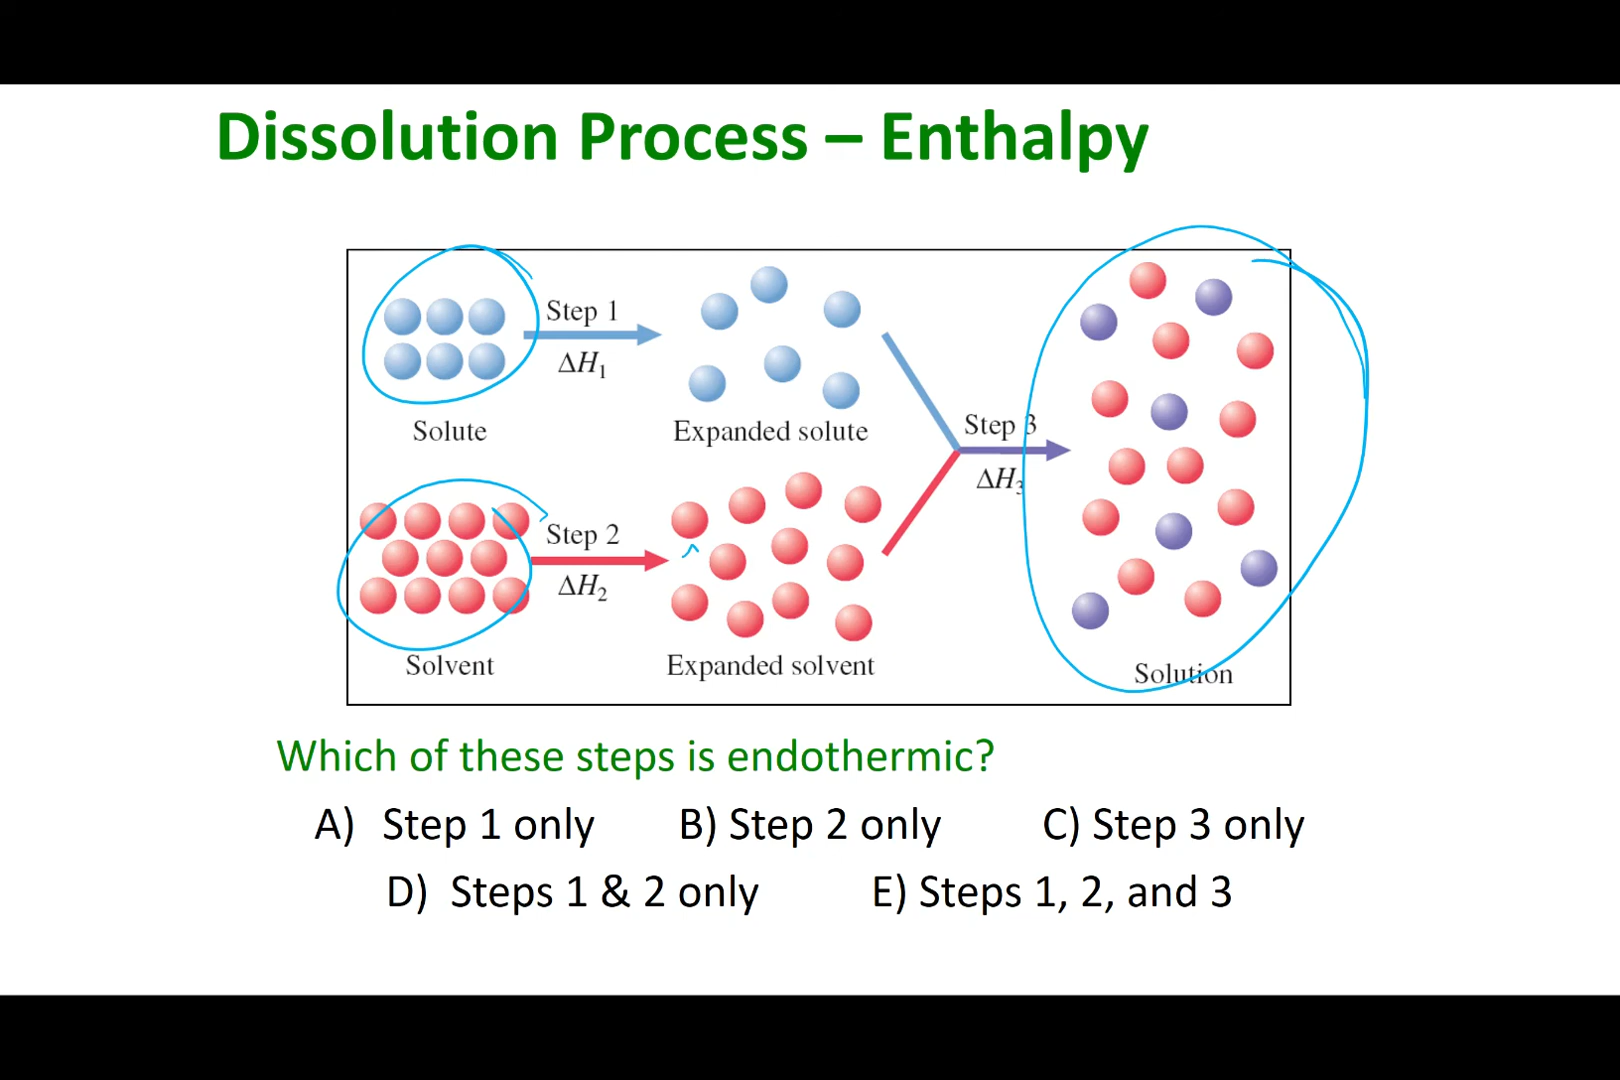 Dissolution Process – Enthalpy
Step 1
ΔH₁
Solute
Expanded solute
Step 2
ΔH₂
Solvent
Expanded solvent
Step 3
ΔH₃
Solution
Which of these steps is endothermic?
A) Step 1 only B) Step 2 only C) Step 3 only
D) Steps 1 & 2 only E) Steps 1, 2, and 3